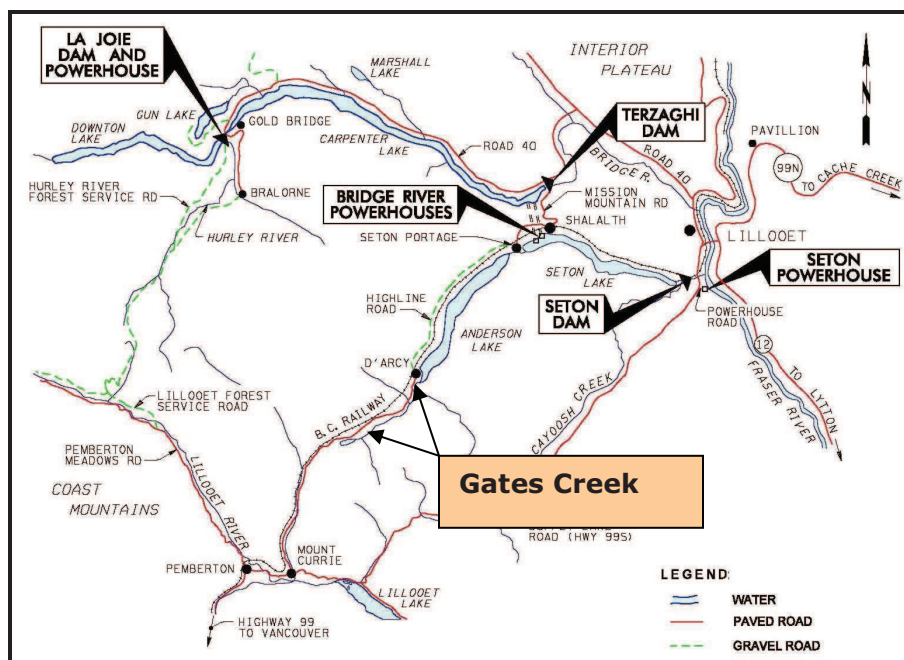 LA JOIE
DAM AND
POWERHOUSE
MARSHALL
LAKE
INTERIOR
PLATEAU
N
GUN LAKE
GOLD BRIDGE
DOWNTON
LAKE
CARPENTER
LAKE
ROAD 40
TERZAGHI
DAM
BRIDGE R.
ROAD 40
PAVILLION
99N
TO CACHE CREEK
HURLEY RIVER
FOREST SERVICE RD
BRALORNE
HURLEY RIVER
BRIDGE RIVER
POWERHOUSES
MISSION
MOUNTAIN RD
SHALALTH
SETON PORTAGE
LILLOOET
SETON
LAKE
SETON
POWERHOUSE
SETON
DAM
POWERHOUSE
ROAD
HIGHLINE
ROAD
ANDERSON
LAKE
12
TO LYTTON
FRASER RIVER
D'ARCY
CAYOOSH CREEK
LILLOOET FOREST
SERVICE ROAD
B.C. RAILWAY
PEMBERTON
MEADOWS RD
LILLOOET RIVER
Gates Creek
COAST
MOUNTAINS
ROAD (HWY 99S)
PEMBERTON
MOUNT
CURRIE
LILLOOET
LAKE
HIGHWAY 99
TO VANCOUVER
LEGEND:
WATER
PAVED ROAD
GRAVEL ROAD